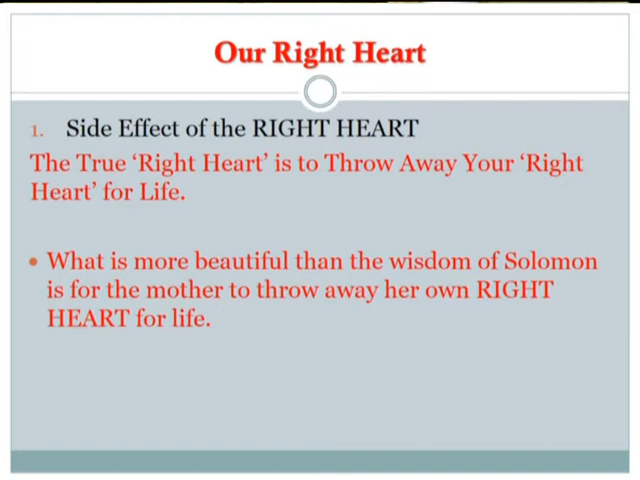 Our Right Heart
1. Side Effect of the RIGHT HEART
The True ‘Right Heart’ is to Throw Away Your ‘Right
Heart’ for Life.
• What is more beautiful than the wisdom of Solomon
is for the mother to throw away her own RIGHT
HEART for life.